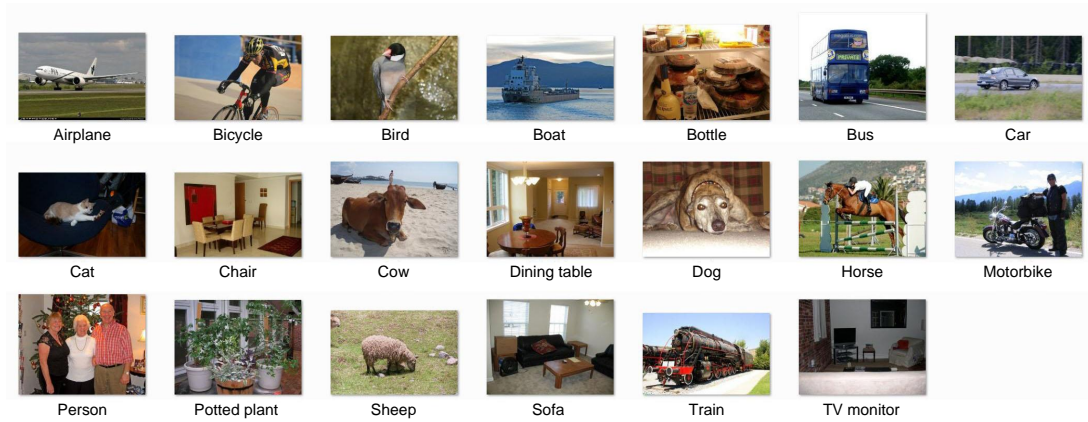 Airplane
Bicycle
Bird
Boat
Bottle
Bus
Car
Cat
Chair
Cow
Dining table
Dog
Horse
Motorbike
Person
Potted plant
Sheep
Sofa
Train
TV monitor